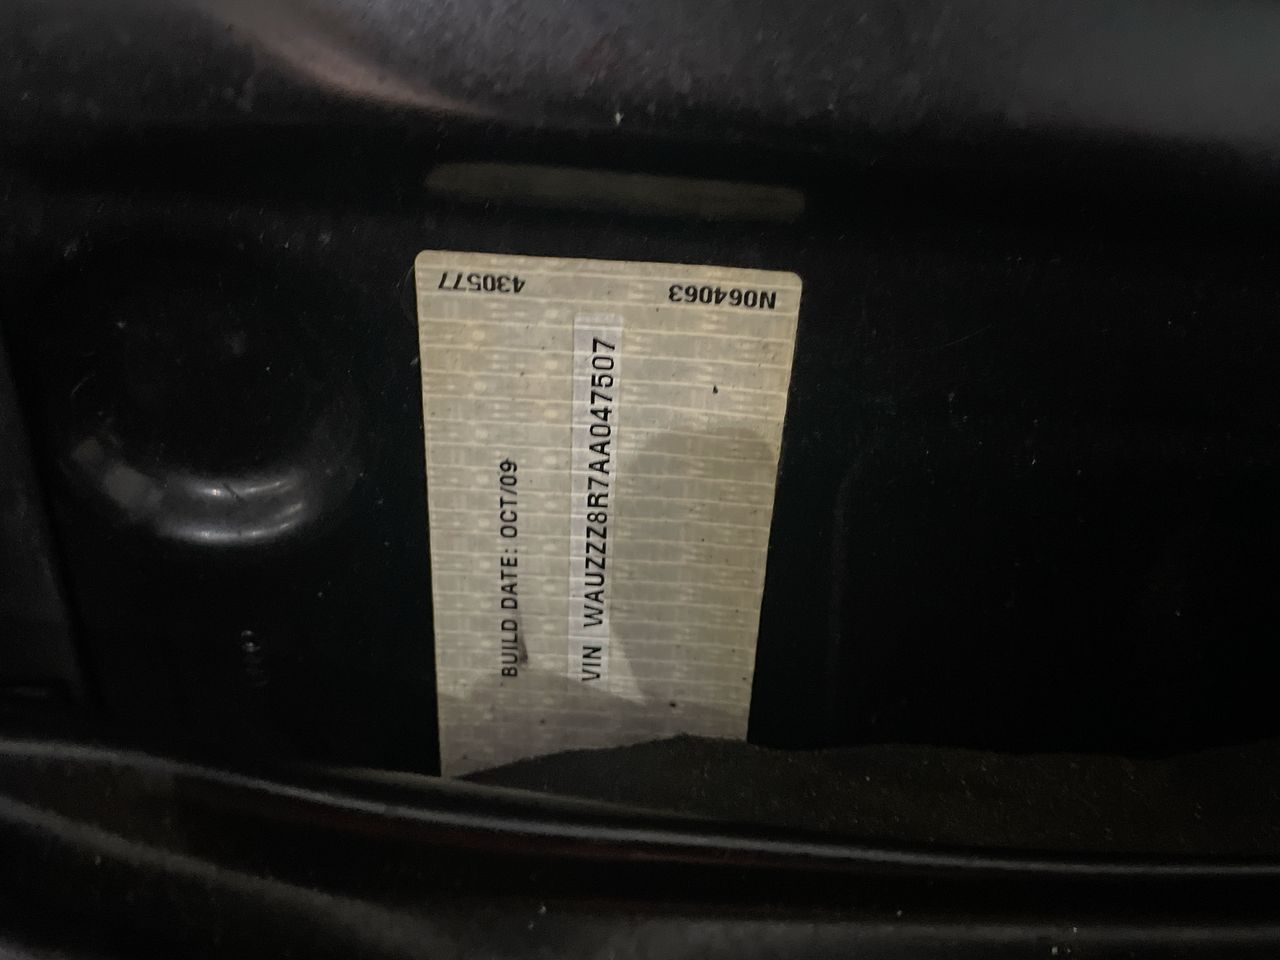 430577
N064063
BUILD DATE: OCT/09
VIN WAUZZZ8R7AA047507